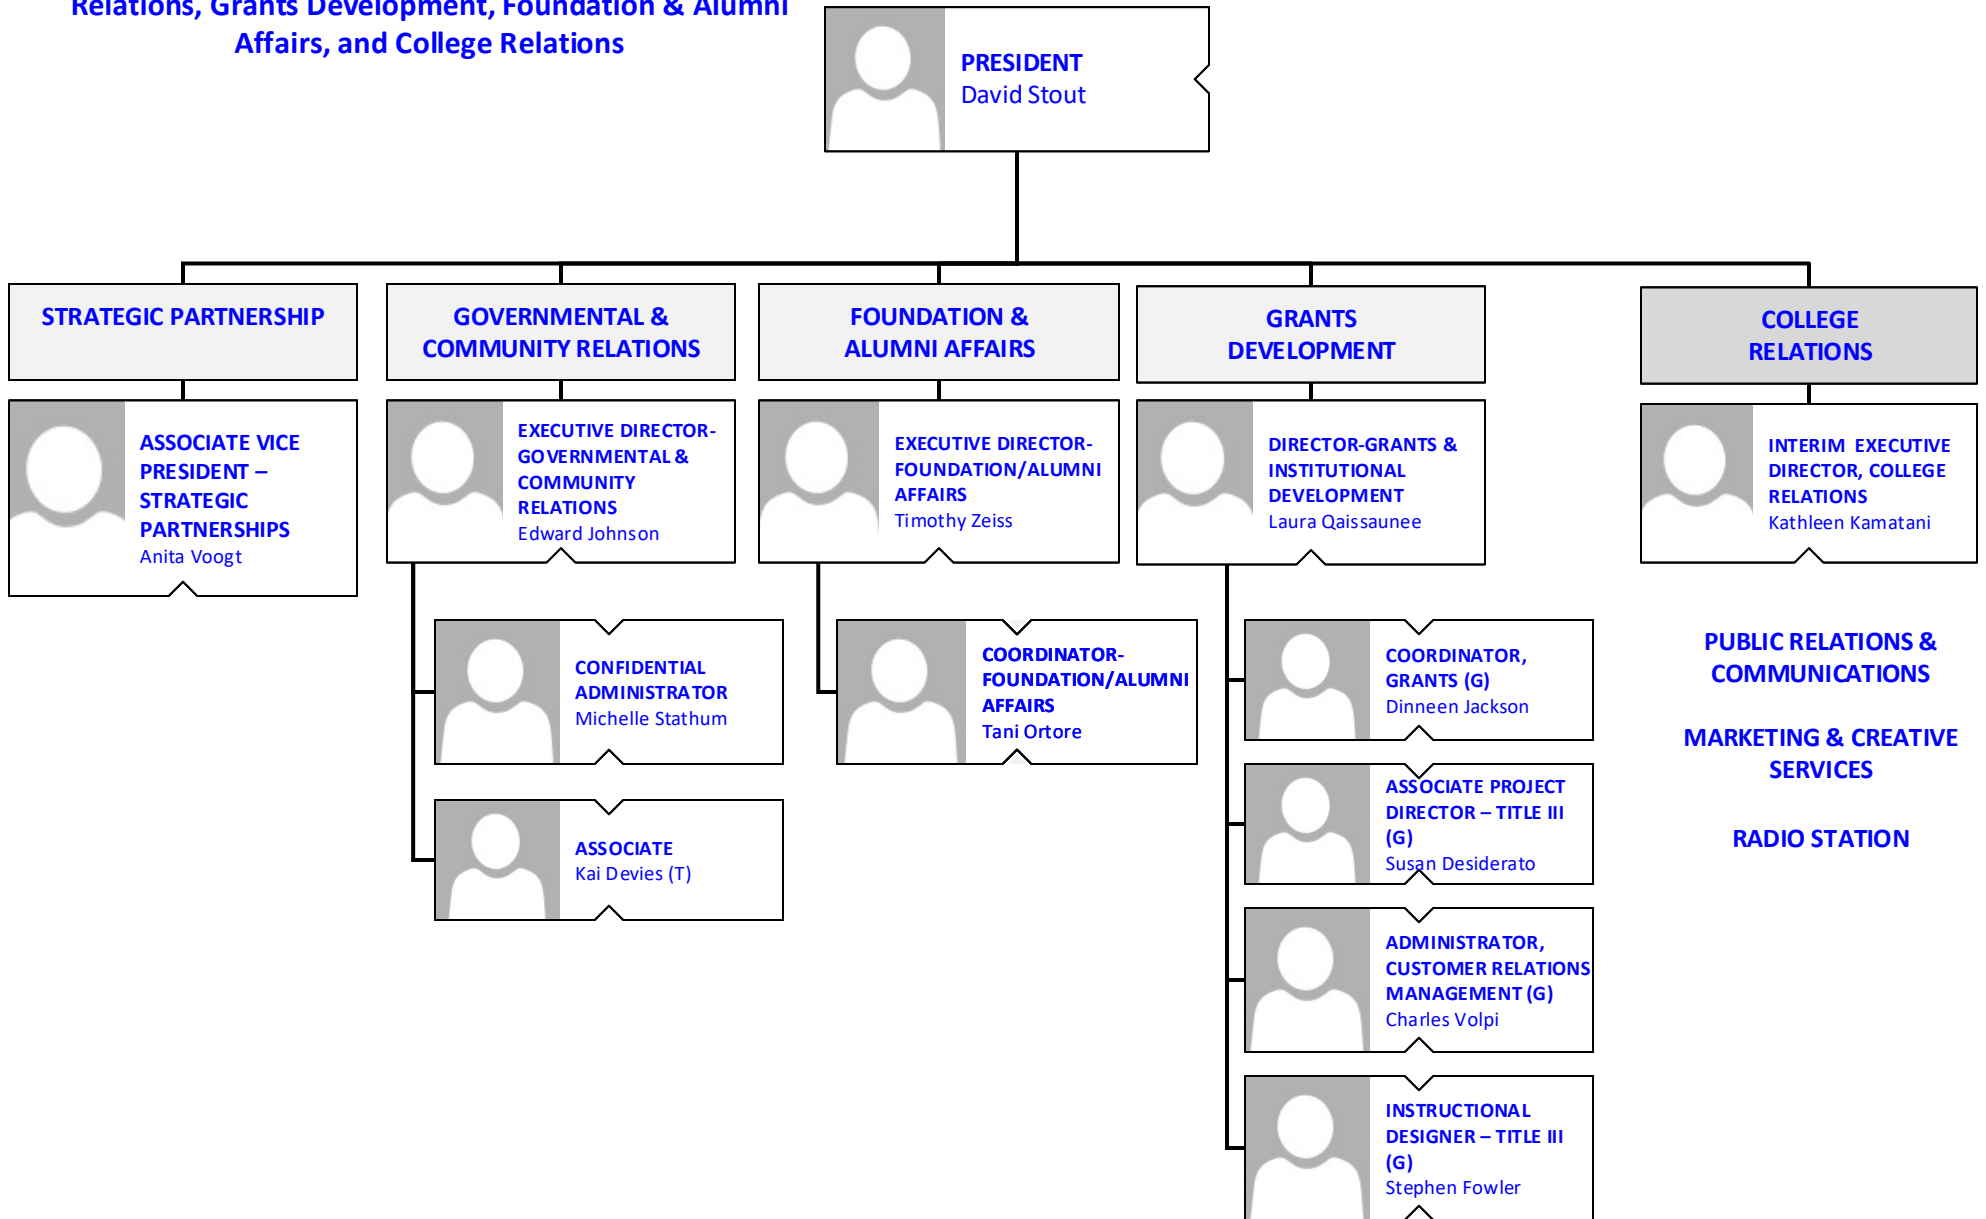 Relations, Grants Development, Foundation & Alumni
Affairs, and College Relations
PRESIDENT
David Stout
STRATEGIC PARTNERSHIP
ASSOCIATE VICE
PRESIDENT –
STRATEGIC
PARTNERSHIPS
Anita Voogt
GOVERNMENTAL &
COMMUNITY RELATIONS
EXECUTIVE DIRECTOR-
GOVERNMENTAL &
COMMUNITY
RELATIONS
Edward Johnson
CONFIDENTIAL
ADMINISTRATOR
Michelle Stathum
ASSOCIATE
Kai Devies (T)
FOUNDATION &
ALUMNI AFFAIRS
EXECUTIVE DIRECTOR-
FOUNDATION/ALUMNI
AFFAIRS
Timothy Zeiss
COORDINATOR-
FOUNDATION/ALUMNI
AFFAIRS
Tani Ortore
GRANTS
DEVELOPMENT
DIRECTOR-GRANTS &
INSTITUTIONAL
DEVELOPMENT
Laura Qaissaunee
COORDINATOR,
GRANTS (G)
Dinneen Jackson
ASSOCIATE PROJECT
DIRECTOR – TITLE III
(G)
Susan Desiderato
ADMINISTRATOR,
CUSTOMER RELATIONS
MANAGEMENT (G)
Charles Volpi
INSTRUCTIONAL
DESIGNER – TITLE III
(G)
Stephen Fowler
COLLEGE
RELATIONS
INTERIM EXECUTIVE
DIRECTOR, COLLEGE
RELATIONS
Kathleen Kamatani
PUBLIC RELATIONS &
COMMUNICATIONS
MARKETING & CREATIVE
SERVICES
RADIO STATION